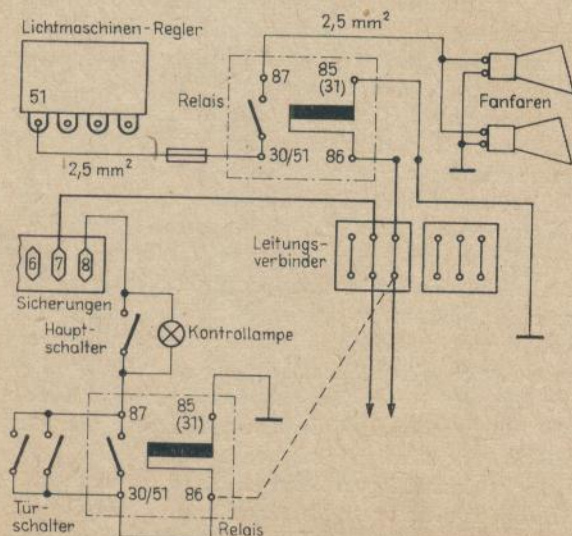 2,5 mm²
Lichtmaschinen-Regler
51
87
85
(31)
Relais
Fanfaren
30/51
86
2,5 mm²
6
7
8
Leitungs-
verbinder
Sicherungen
Haupt-
schalter
Kontrollampe
87
85
(31)
30/51
86
Tür-
schalter
Relais